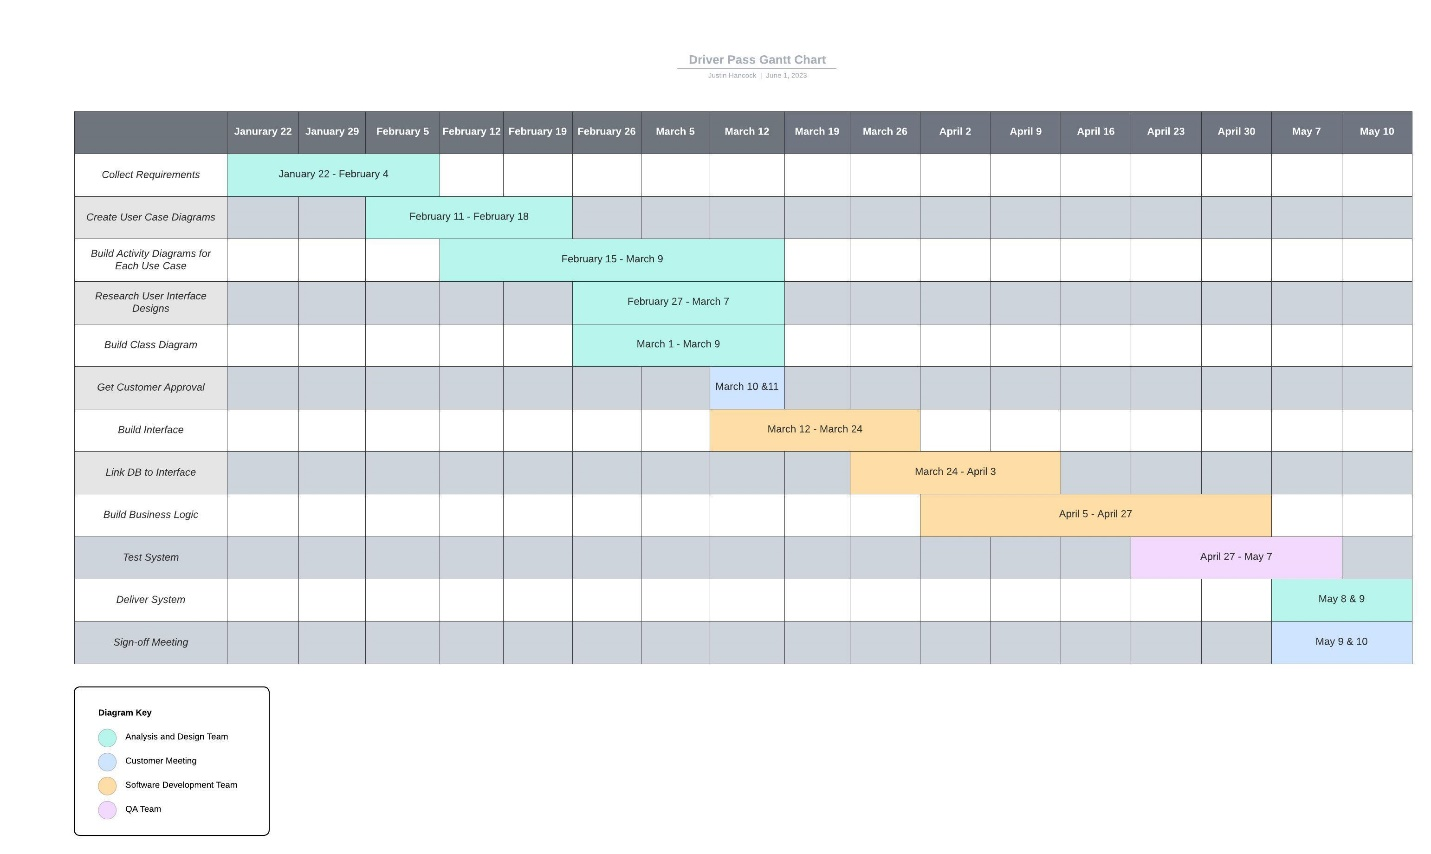 Driver Pass Gantt Chart
Justin Hancock | June 1, 2023
Janurary 22 January 29 February 5 February 12 February 19 February 26 March 5 March 12 March 19 March 26 April 2 April 9 April 16 April 23 April 30 May 7 May 10
Collect Requirements January 22 - February 4
Create User Case Diagrams February 11 - February 18
Build Activity Diagrams for
Each Use Case
February 15 - March 9
Research User Interface
Designs
February 27 - March 7
Build Class Diagram March 1 - March 9
Get Customer Approval March 10 &11
Build Interface March 12 - March 24
Link DB to Interface March 24 - April 3
Build Business Logic April 5 - April 27
Test System April 27 - May 7
Deliver System May 8 & 9
Sign-off Meeting May 9 & 10
Diagram Key
Analysis and Design Team
Customer Meeting
Software Development Team
QA Team